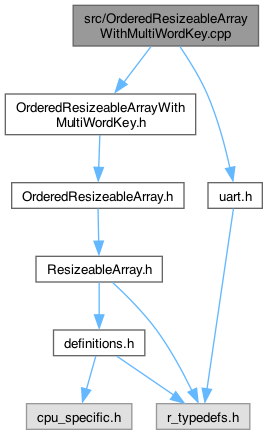 src/OrderedResizeableArray
WithMultiWordKey.cpp
OrderedResizeableArrayWith
MultiWordKey.h
OrderedResizeableArray.h
uart.h
ResizeableArray.h
definitions.h
cpu_specific.h
r_typedefs.h